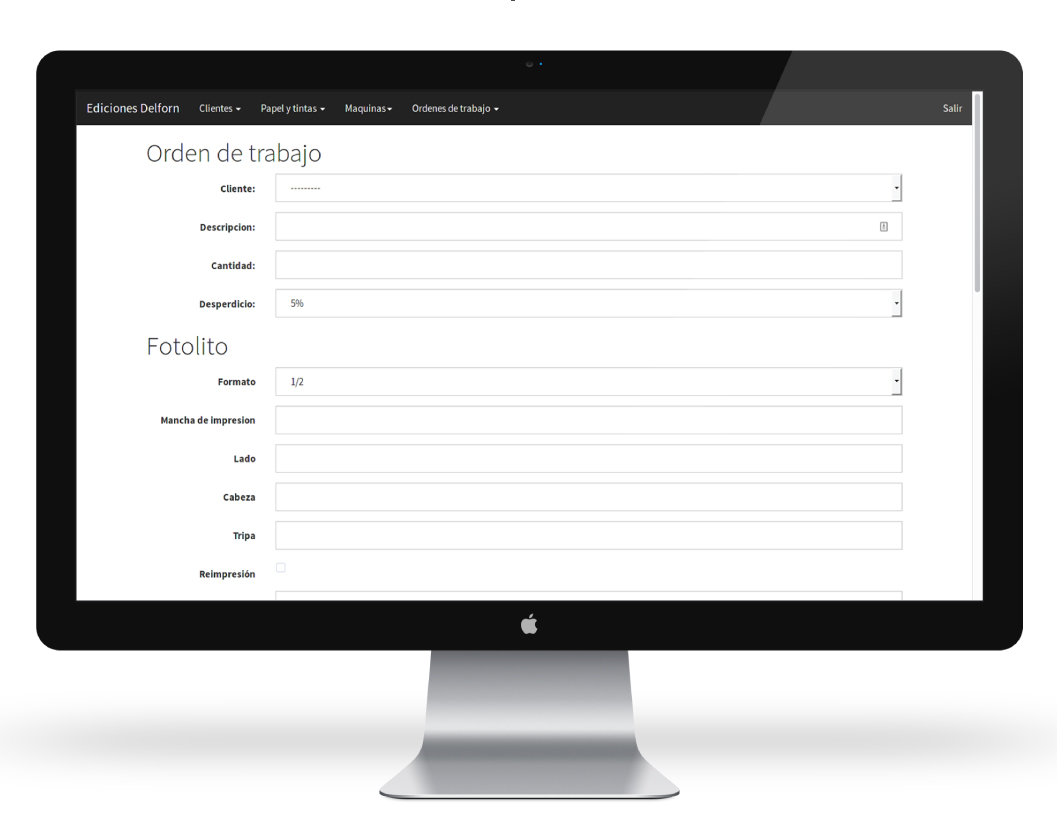 Ediciones Delforn Clientes Papel y tintas Maquinas Ordenes de trabajo Salir
Orden de trabajo
Cliente: ---------
Descripcion:
Cantidad:
Desperdicio: 5%
Fotolito
Formato 1/2
Mancha de impresion
Lado
Cabeza
Tripa
Reimpresión